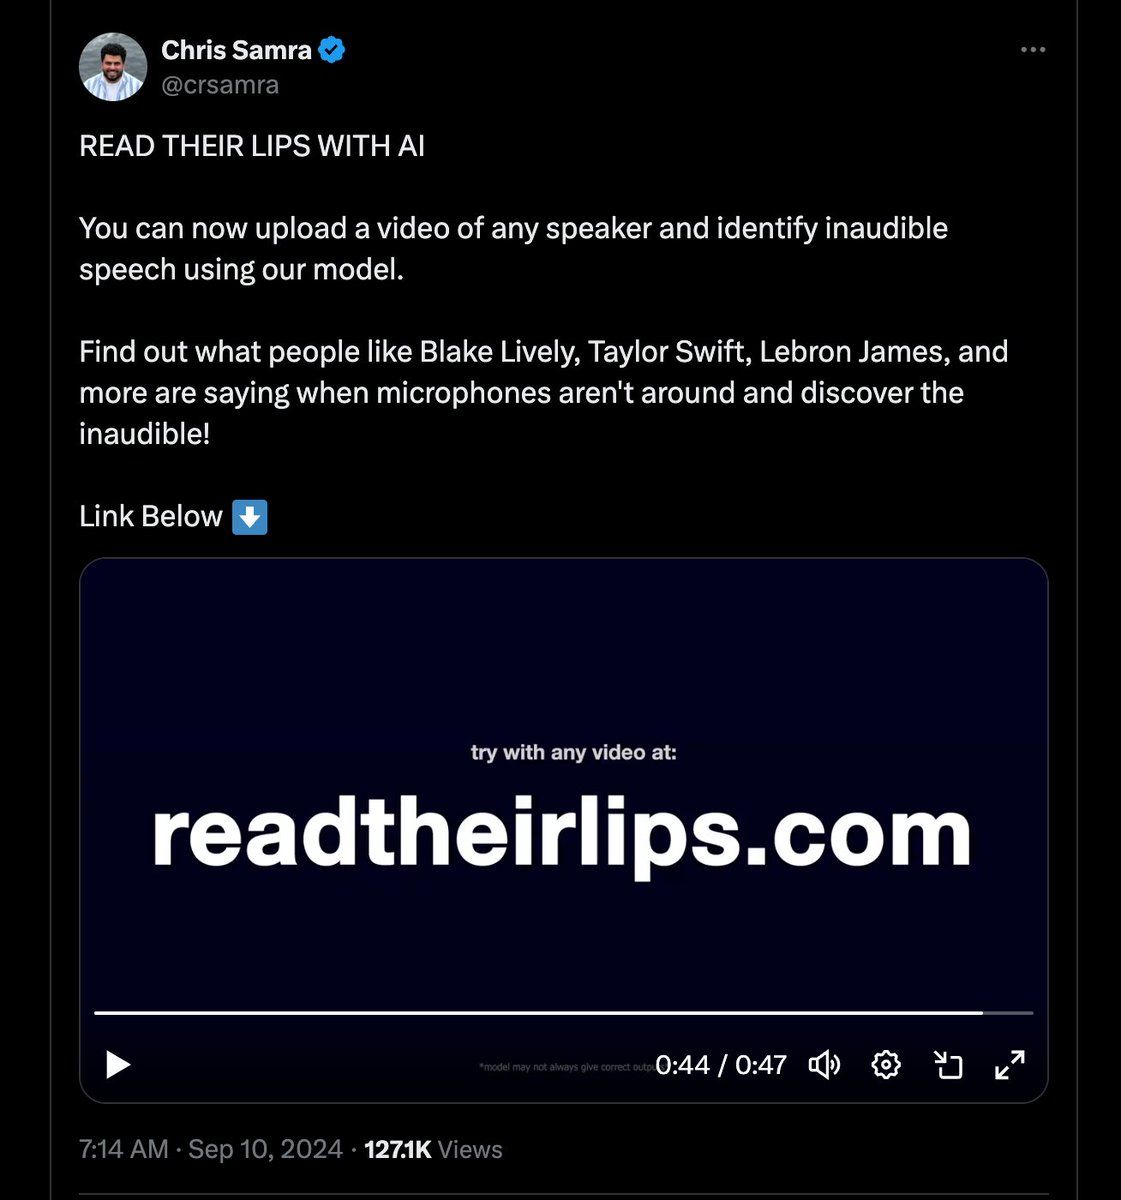 Chris Samra
@crsamra
READ THEIR LIPS WITH AI
You can now upload a video of any speaker and identify inaudible
speech using our model.
Find out what people like Blake Lively, Taylor Swift, Lebron James, and
more are saying when microphones aren't around and discover the
inaudible!
Link Below
try with any video at:
readtheirlips.com
*model may not always give correct outpu
0:44 / 0:47
7:14 AM · Sep 10, 2024 · 127.1K Views